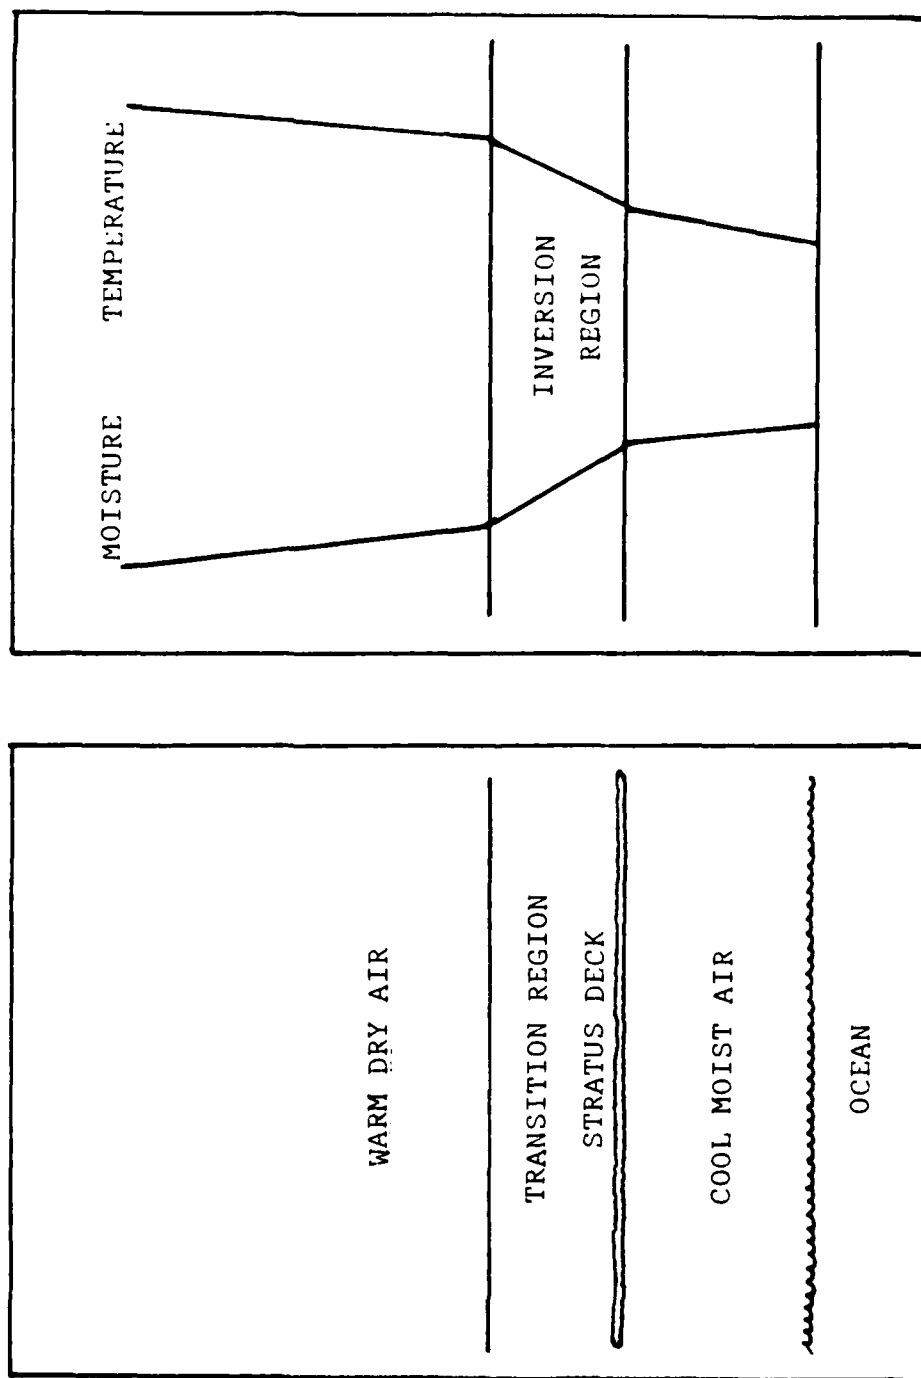 WARM DRY AIR
TRANSITION REGION
STRATUS DECK
COOL MOIST AIR
OCEAN
MOISTURE
TEMPERATURE
INVERSION
REGION